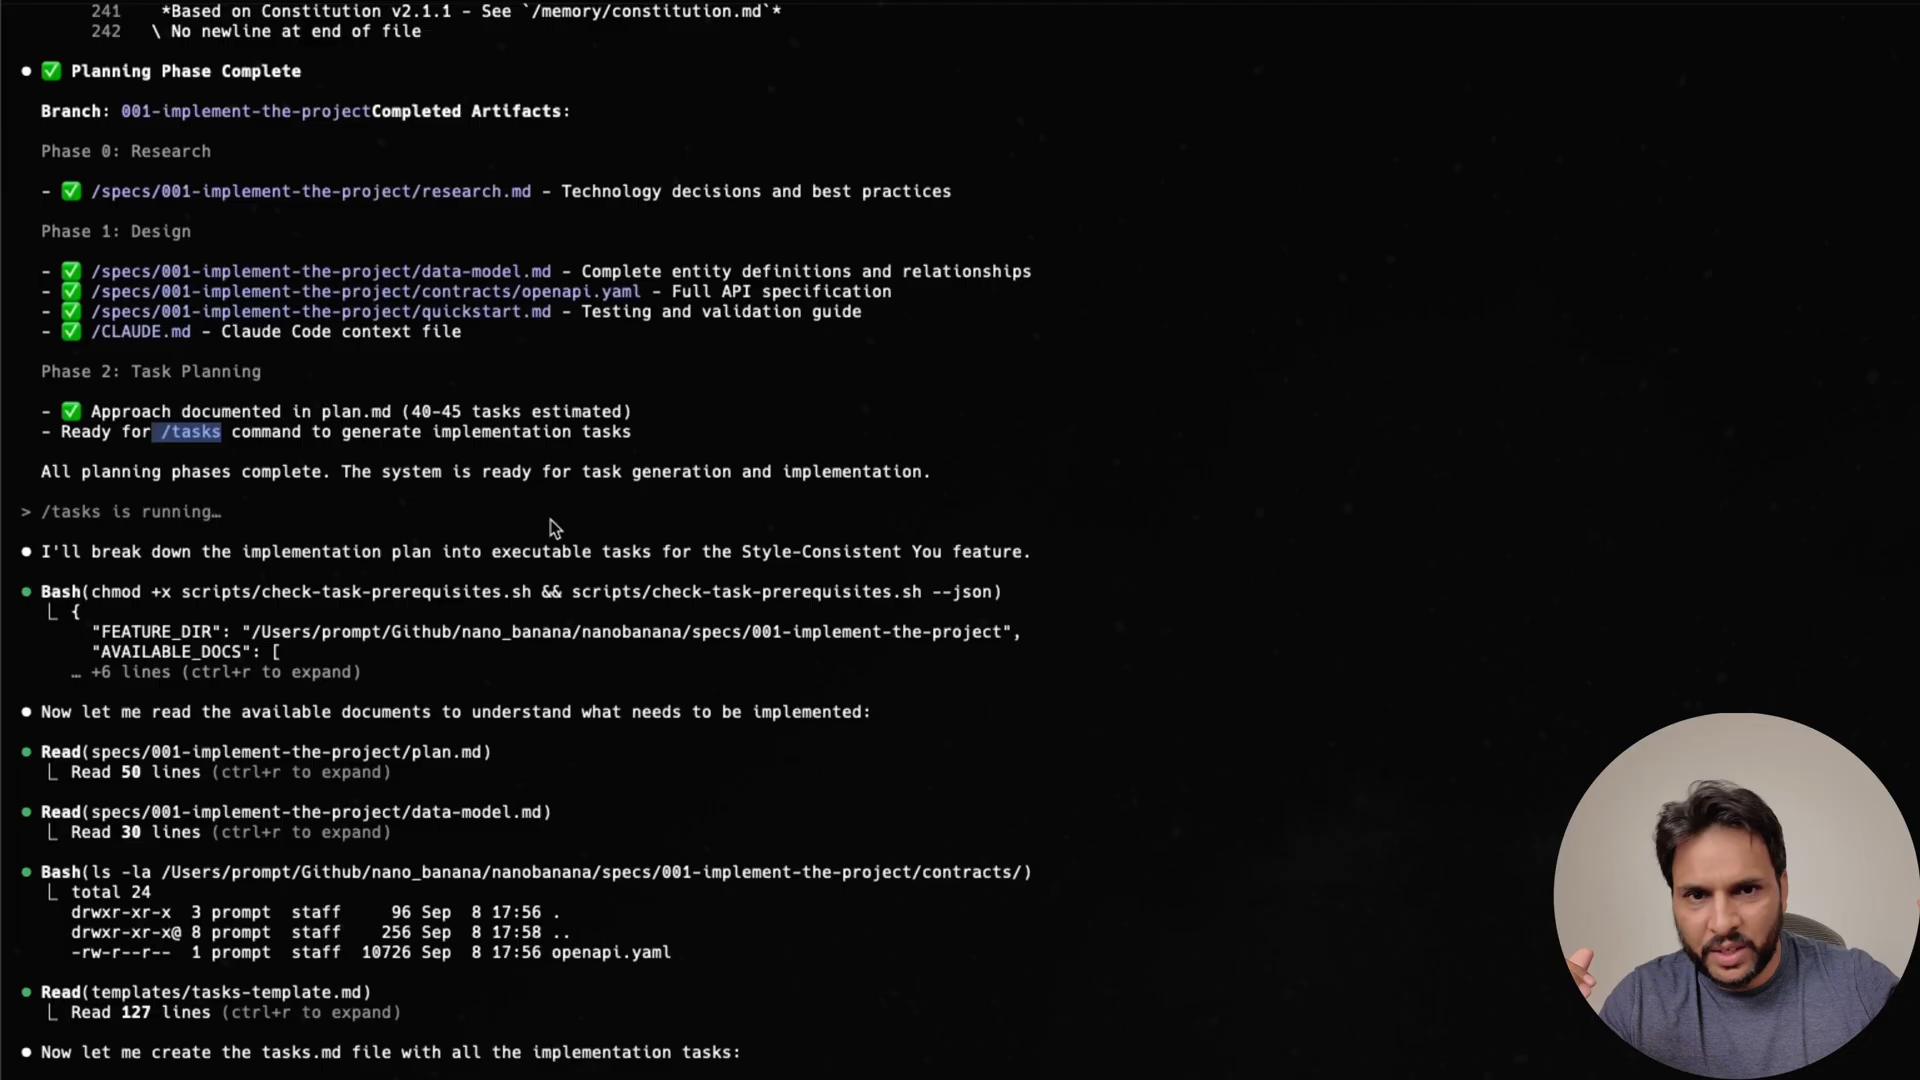 241 *Based on Constitution v2.1.1 - See `/memory/constitution.md`*
242 \ No newline at end of file
● ✅ Planning Phase Complete
Branch: 001-implement-the-projectCompleted Artifacts:
Phase 0: Research
- ✅ /specs/001-implement-the-project/research.md - Technology decisions and best practices
Phase 1: Design
- ✅ /specs/001-implement-the-project/data-model.md - Complete entity definitions and relationships
- ✅ /specs/001-implement-the-project/contracts/openapi.yaml - Full API specification
- ✅ /specs/001-implement-the-project/quickstart.md - Testing and validation guide
- ✅ /CLAUDE.md - Claude Code context file
Phase 2: Task Planning
- ✅ Approach documented in plan.md (40-45 tasks estimated)
- Ready for /tasks command to generate implementation tasks
All planning phases complete. The system is ready for task generation and implementation.
> /tasks is running…
● I'll break down the implementation plan into executable tasks for the Style-Consistent You feature.
● Bash(chmod +x scripts/check-task-prerequisites.sh && scripts/check-task-prerequisites.sh --json)
⎿ {
"FEATURE_DIR": "/Users/prompt/Github/nano_banana/nanobanana/specs/001-implement-the-project",
"AVAILABLE_DOCS": [
… +6 lines (ctrl+r to expand)
● Now let me read the available documents to understand what needs to be implemented:
● Read(specs/001-implement-the-project/plan.md)
⎿ Read 50 lines (ctrl+r to expand)
● Read(specs/001-implement-the-project/data-model.md)
⎿ Read 30 lines (ctrl+r to expand)
● Bash(ls -la /Users/prompt/Github/nano_banana/nanobanana/specs/001-implement-the-project/contracts/)
⎿ total 24
drwxr-xr-x 3 prompt staff 96 Sep 8 17:56 .
drwxr-xr-x@ 8 prompt staff 256 Sep 8 17:58 ..
-rw-r--r-- 1 prompt staff 10726 Sep 8 17:56 openapi.yaml
● Read(templates/tasks-template.md)
⎿ Read 127 lines (ctrl+r to expand)
● Now let me create the tasks.md file with all the implementation tasks: